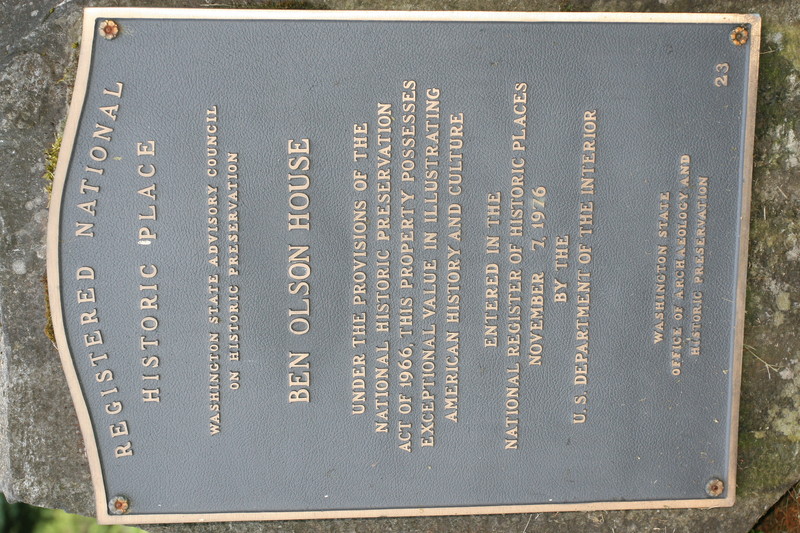 REGISTERED NATIONAL
HISTORIC PLACE
WASHINGTON STATE ADVISORY COUNCIL
ON HISTORIC PRESERVATION
BEN OLSON HOUSE
UNDER THE PROVISIONS OF THE
NATIONAL HISTORIC PRESERVATION
ACT OF 1966, THIS PROPERTY POSSESSES
EXCEPTIONAL VALUE IN ILLUSTRATING
AMERICAN HISTORY AND CULTURE
ENTERED IN THE
NATIONAL REGISTER OF HISTORIC PLACES
NOVEMBER 7, 1976
BY THE
U.S. DEPARTMENT OF THE INTERIOR
WASHINGTON STATE
OFFICE OF ARCHAEOLOGY AND
HISTORIC PRESERVATION
23